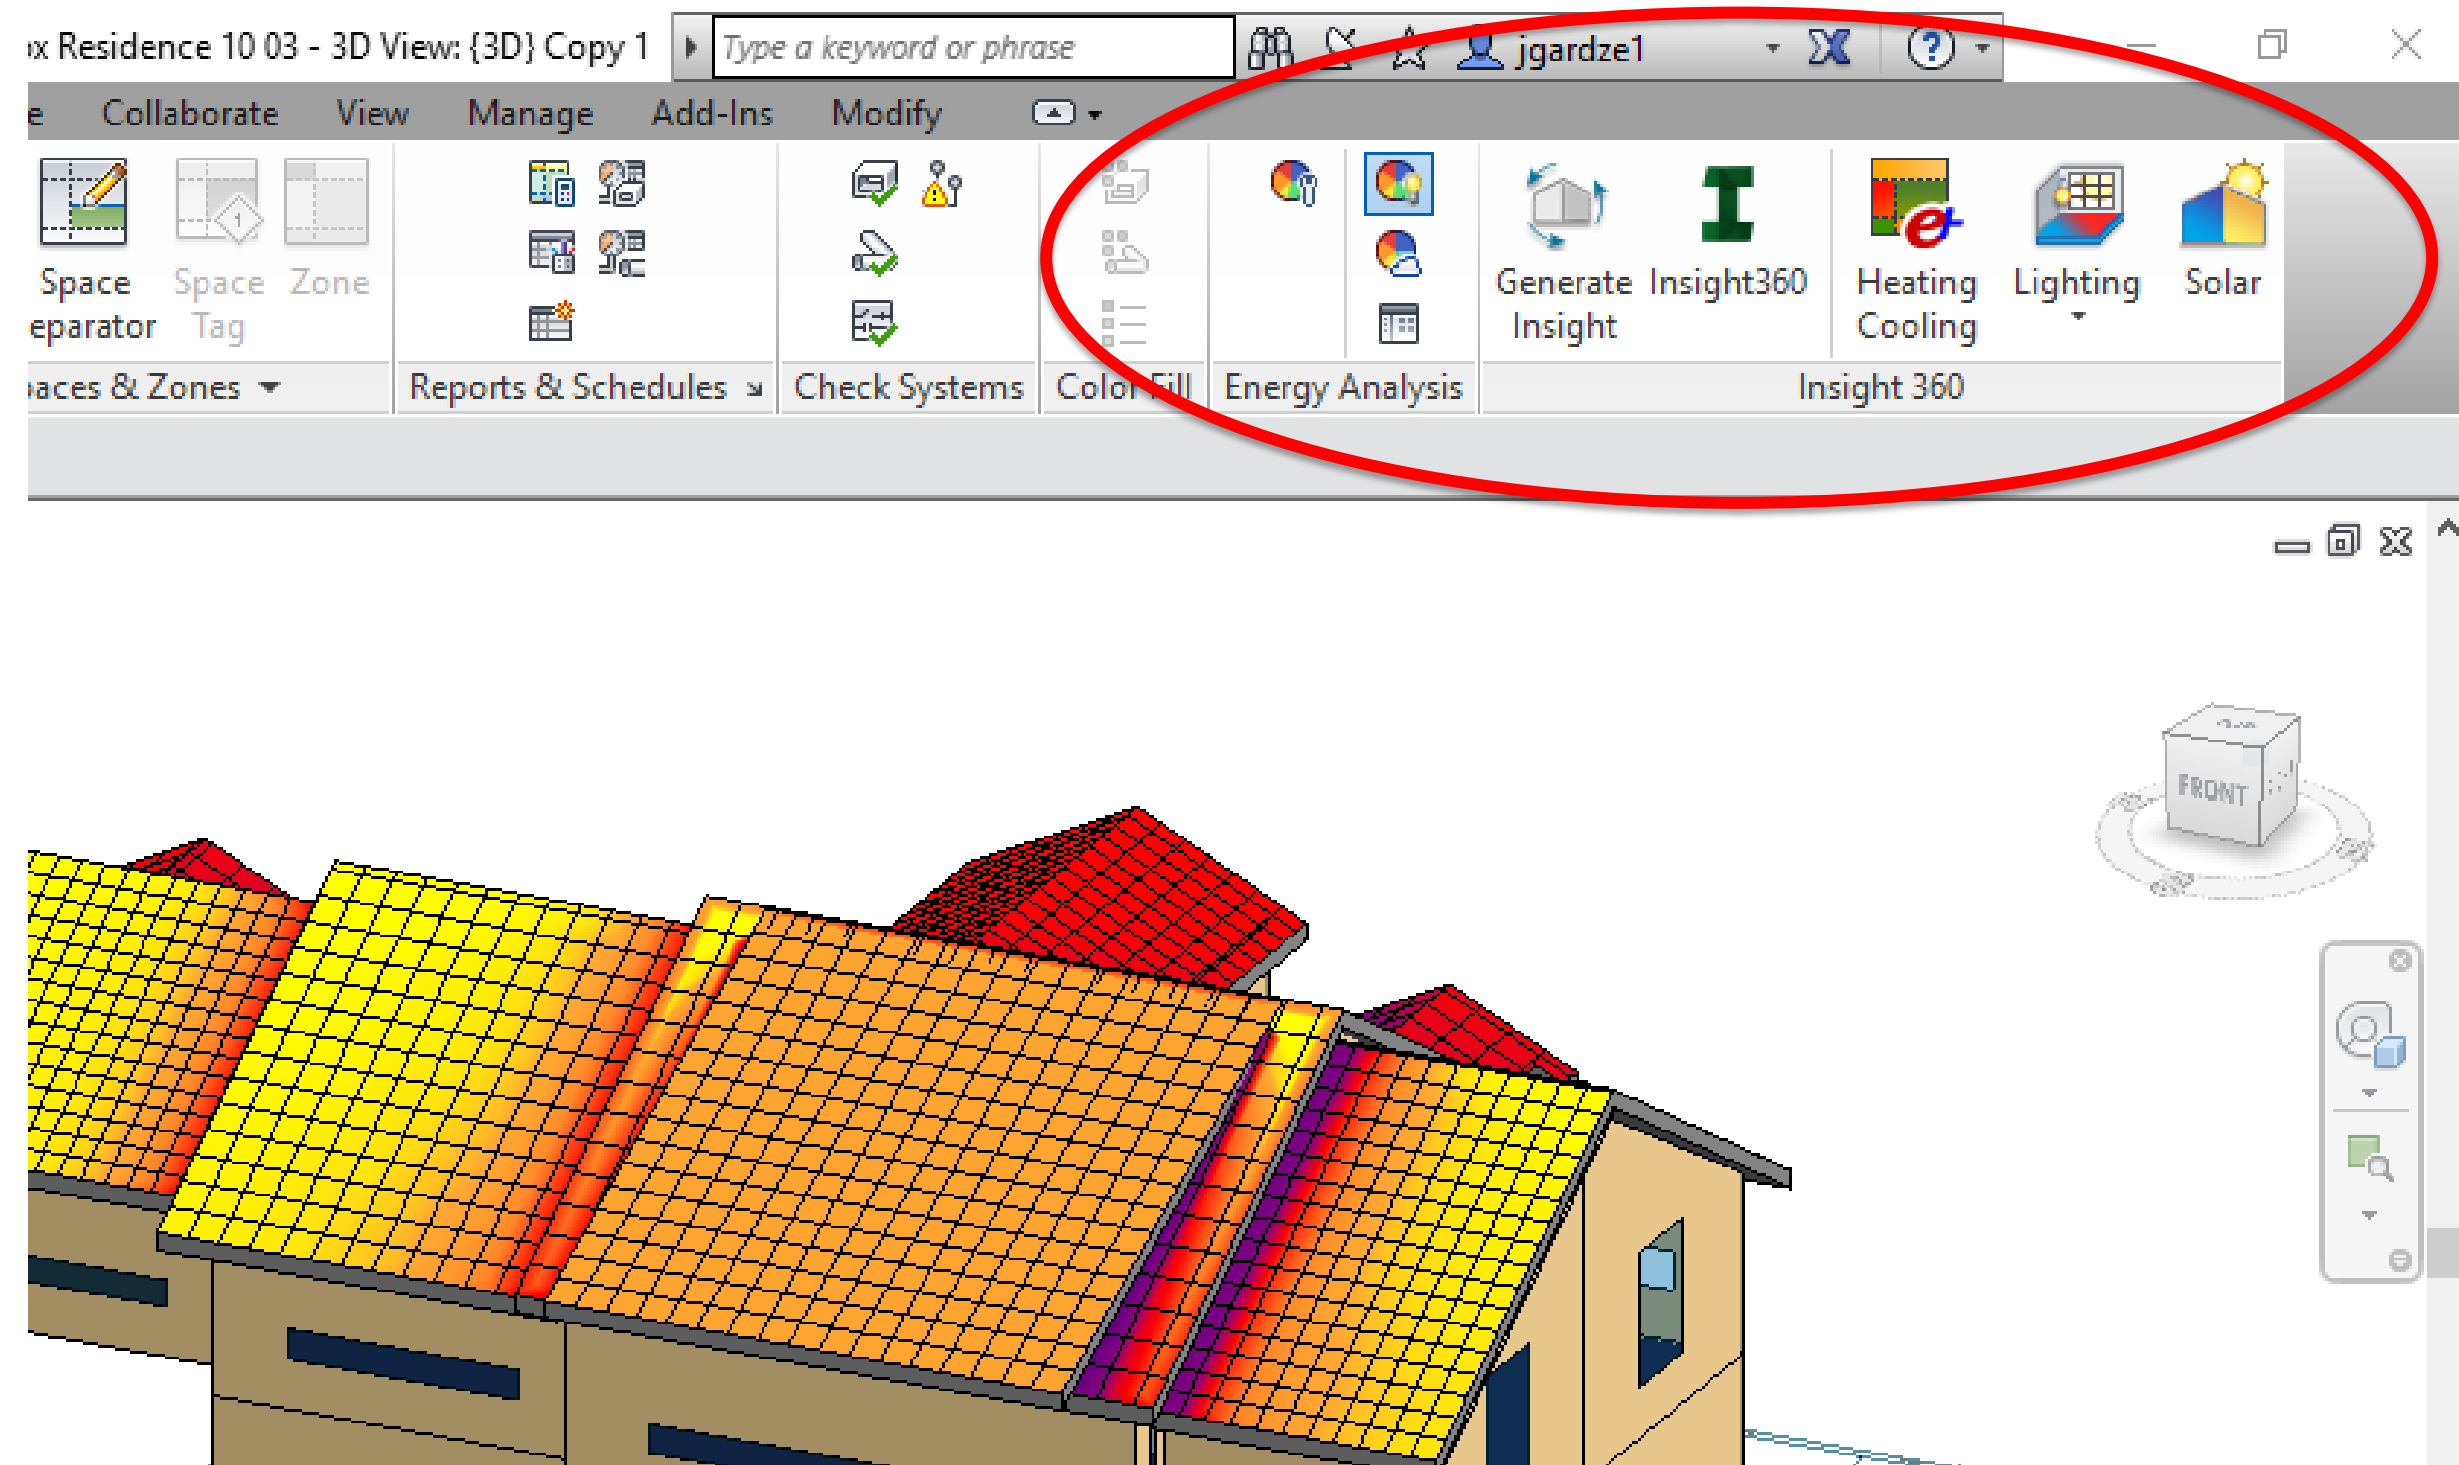 x Residence 10 03 - 3D View: {3D} Copy 1
Type a keyword or phrase
jgardze1
e Collaborate View Manage Add-Ins Modify
Space
eparator
Space
Tag
Zone
1
Generate
Insight
Insight360
Heating
Cooling
Lighting
Solar
aces & Zones
Reports & Schedules
Check Systems
Color Fill
Energy Analysis
Insight 360
FRONT